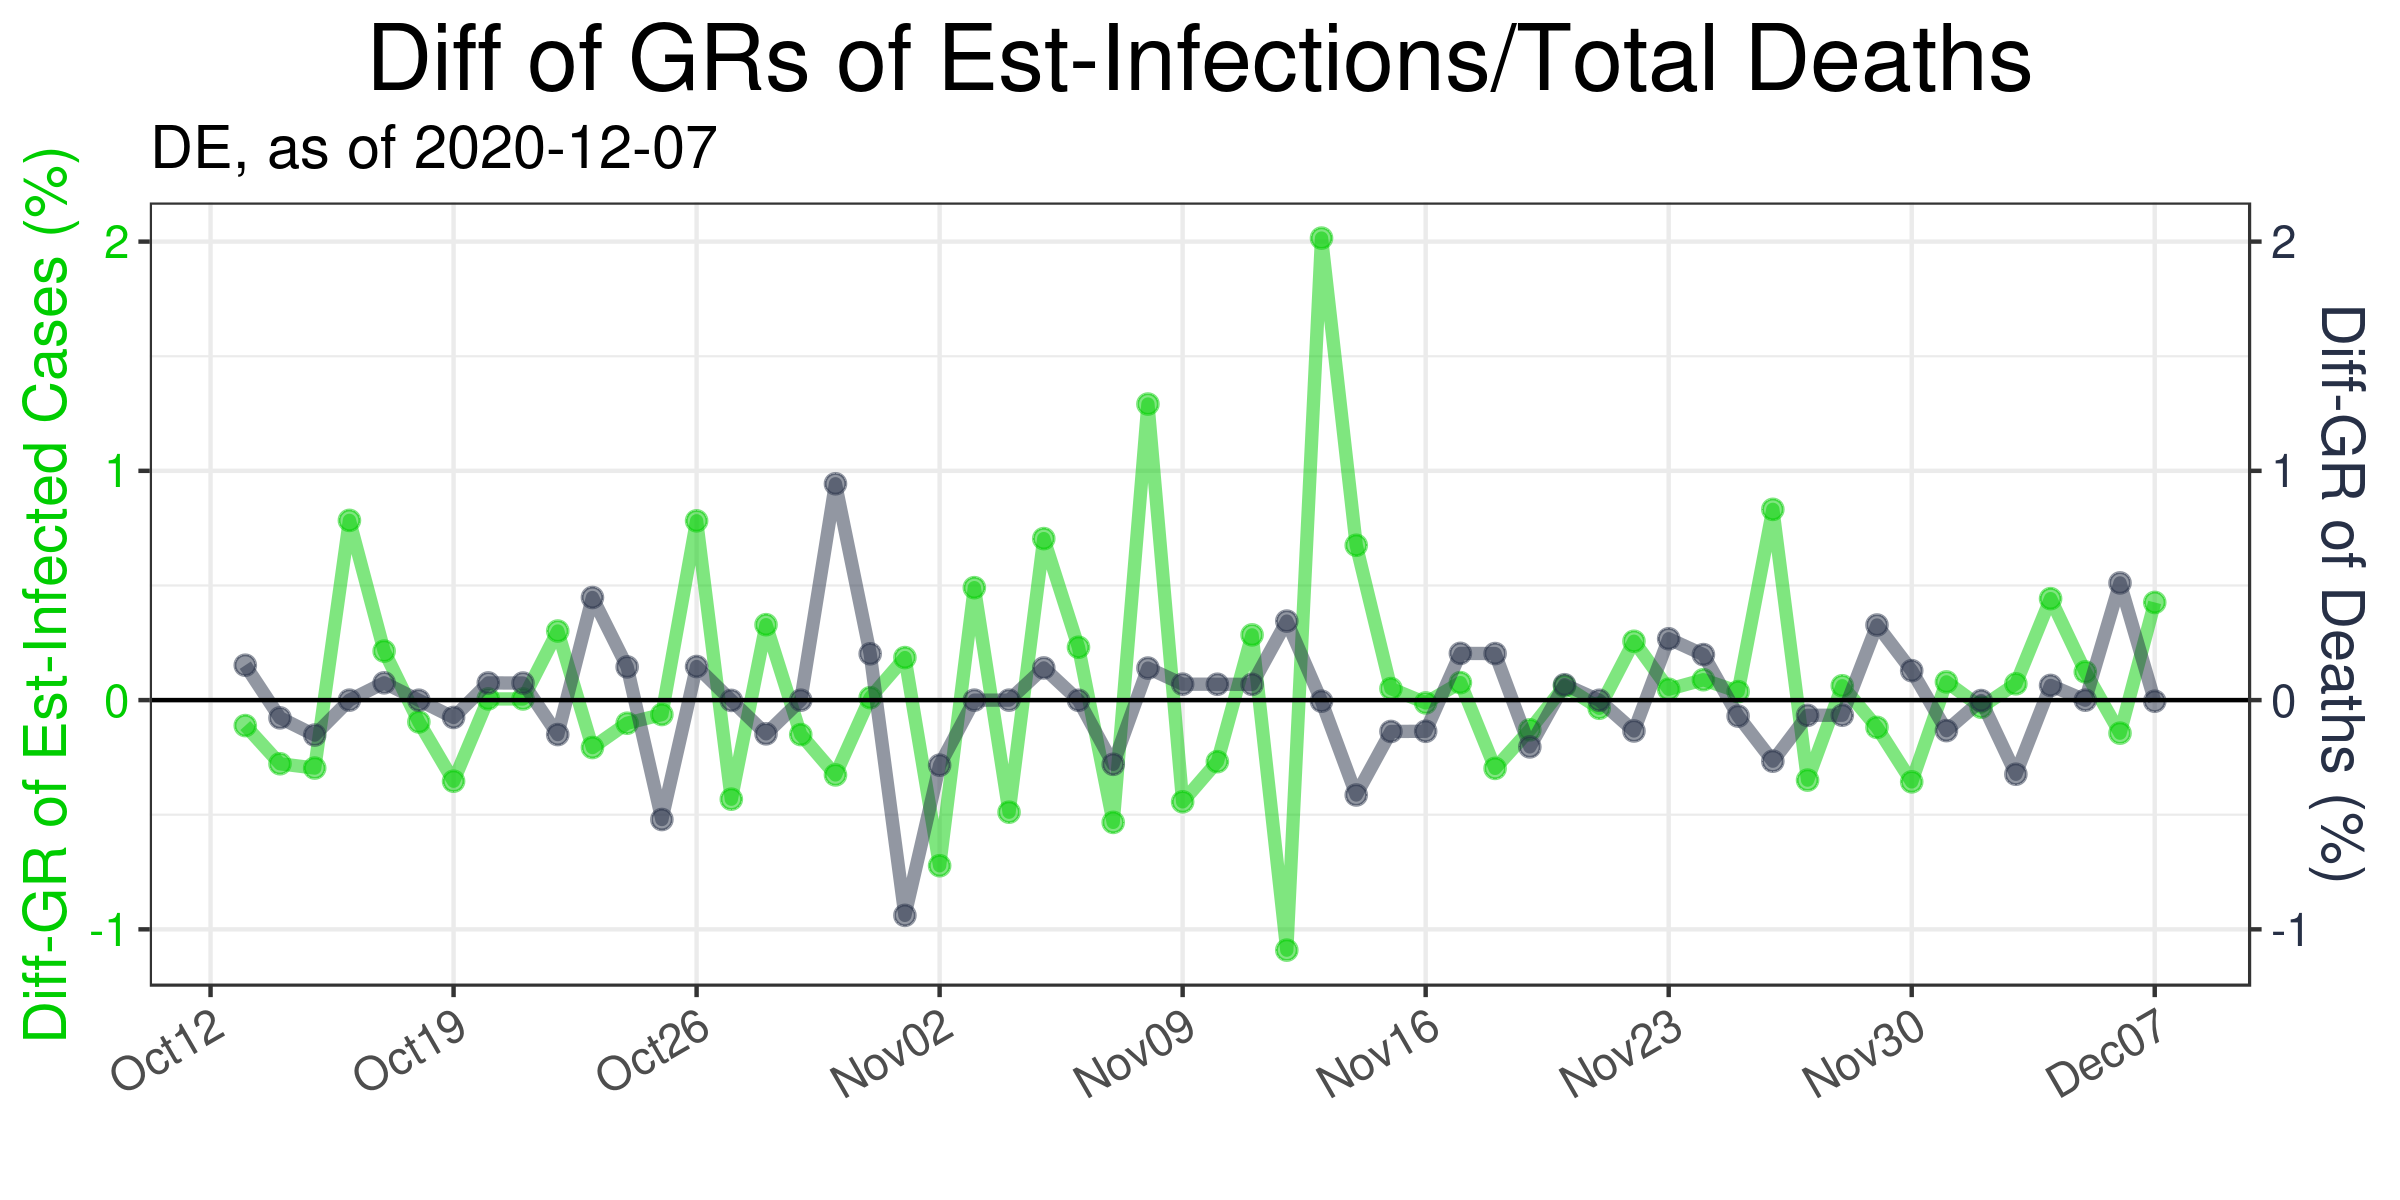 Diff of GRs of Est-Infections/Total Deaths
DE, as of 2020-12-07
Diff-GR of Est-Infected Cases (%)
2
1
0
-1
2
1
0
-1
Diff-GR of Deaths (%)
Oct12
Oct19
Oct26
Nov02
Nov09
Nov16
Nov23
Nov30
Dec07